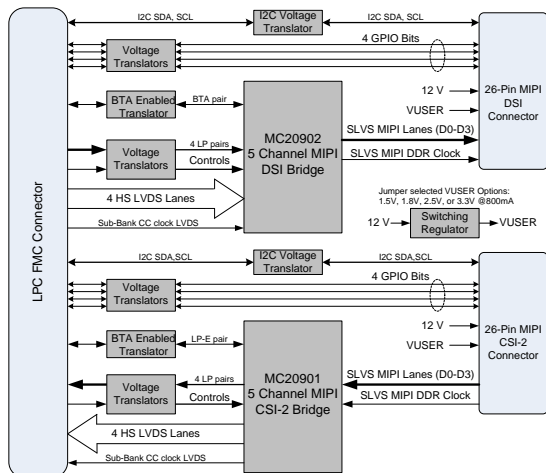 I2C SDA, SCL
I2C Voltage
Translator
I2C SDA, SCL
Voltage
Translators
4 GPIO Bits
BTA Enabled
Translator
BTA pair
MC20902
5 Channel MIPI
DSI Bridge
12 V
VUSER
26-Pin MIPI
DSI
Connector
SLVS MIPI Lanes (D0-D3)
SLVS MIPI DDR Clock
Voltage
Translators
4 LP pairs
Controls
4 HS LVDS Lanes
Sub-Bank CC clock LVDS
Jumper selected VUSER Options:
1.5V, 1.8V, 2.5V, or 3.3V @800mA
12 V
Switching
Regulator
VUSER
LPC FMC Connector
I2C SDA,SCL
I2C Voltage
Translator
I2C SDA, SCL
Voltage
Translators
4 GPIO Bits
BTA Enabled
Translator
LP-E pair
MC20901
5 Channel MIPI
CSI-2 Bridge
12 V
VUSER
26-Pin MIPI
CSI-2
Connector
SLVS MIPI Lanes (D0-D3)
SLVS MIPI DDR Clock
Voltage
Translators
4 LP pairs
Controls
4 HS LVDS Lanes
Sub-Bank CC clock LVDS